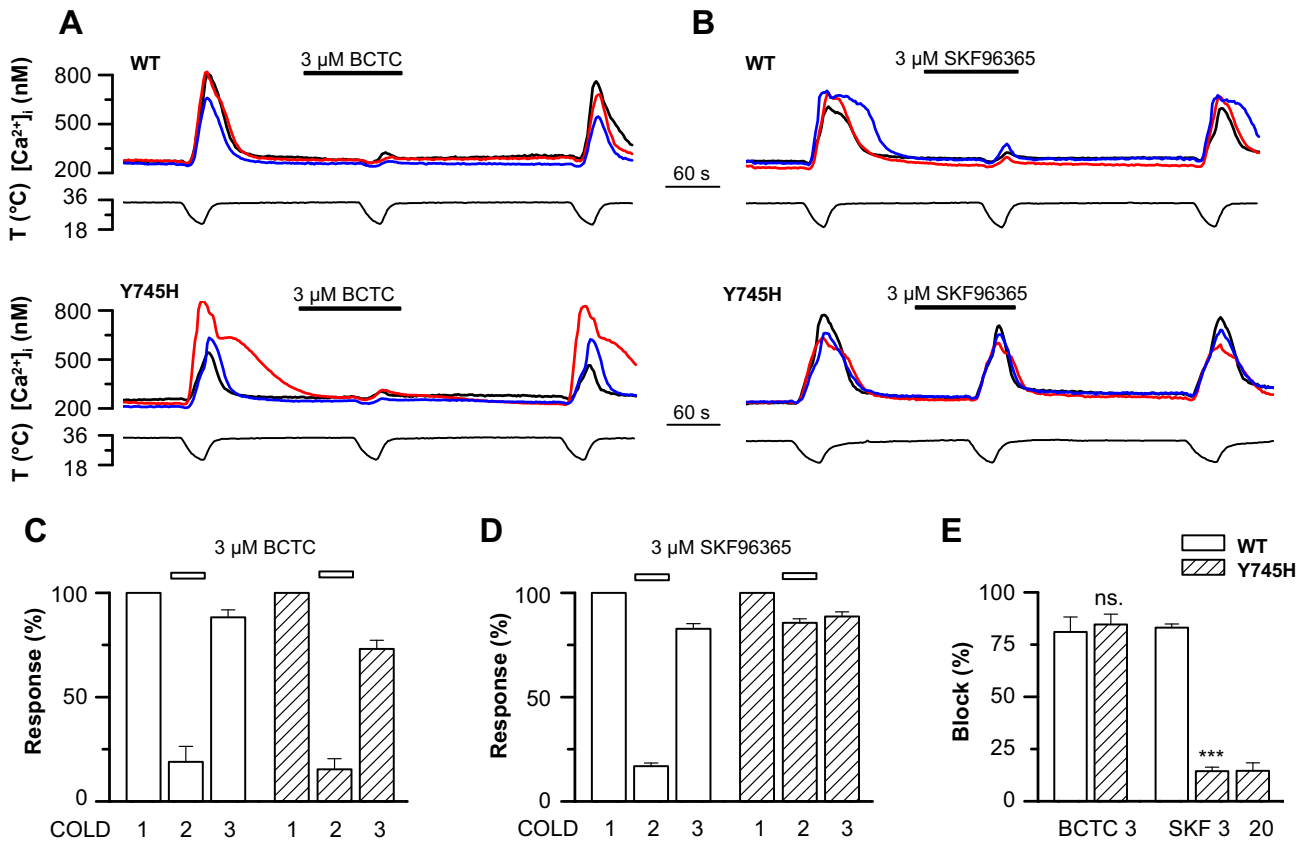 A
B
WT
3 µM BCTC
WT
3 µM SKF96365
[Ca²⁺]ᵢ (nM)
800
500
200
60 s
T (°C)
36
18
Y745H
3 µM BCTC
Y745H
3 µM SKF96365
[Ca²⁺]ᵢ (nM)
800
500
200
60 s
T (°C)
36
18
C
D
E
3 µM BCTC
3 µM SKF96365
WT
Y745H
Response (%)
100
50
0
COLD 1 2 3 1 2 3
Response (%)
100
50
0
COLD 1 2 3 1 2 3
Block (%)
100
75
50
25
0
ns.
***
BCTC 3 SKF 3 20